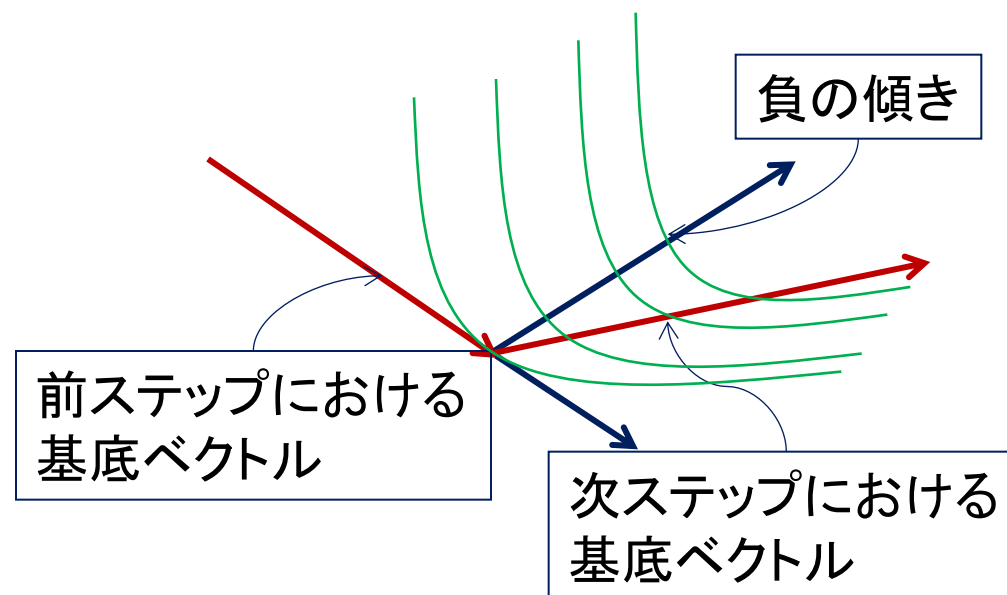 負の傾き
前ステップにおける
基底ベクトル
次ステップにおける
基底ベクトル